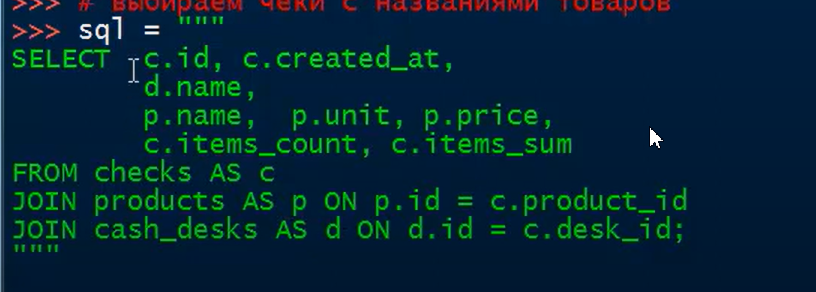 >>> # выбираем чеки с названиями товаров
>>> sql = """
SELECT  c.id, c.created_at,
        d.name,
        p.name,  p.unit, p.price,
        c.items_count, c.items_sum
FROM checks AS c
JOIN products AS p ON p.id = c.product_id
JOIN cash_desks AS d ON d.id = c.desk_id;
"""